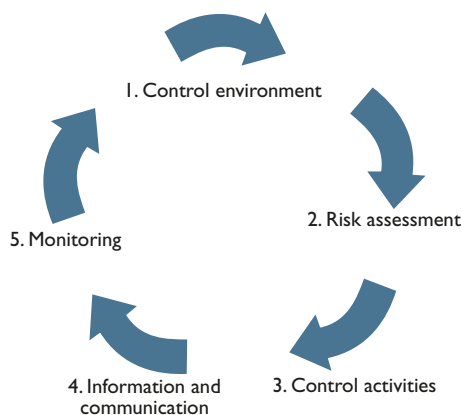 1. Control environment
2. Risk assessment
3. Control activities
4. Information and
communication
5. Monitoring